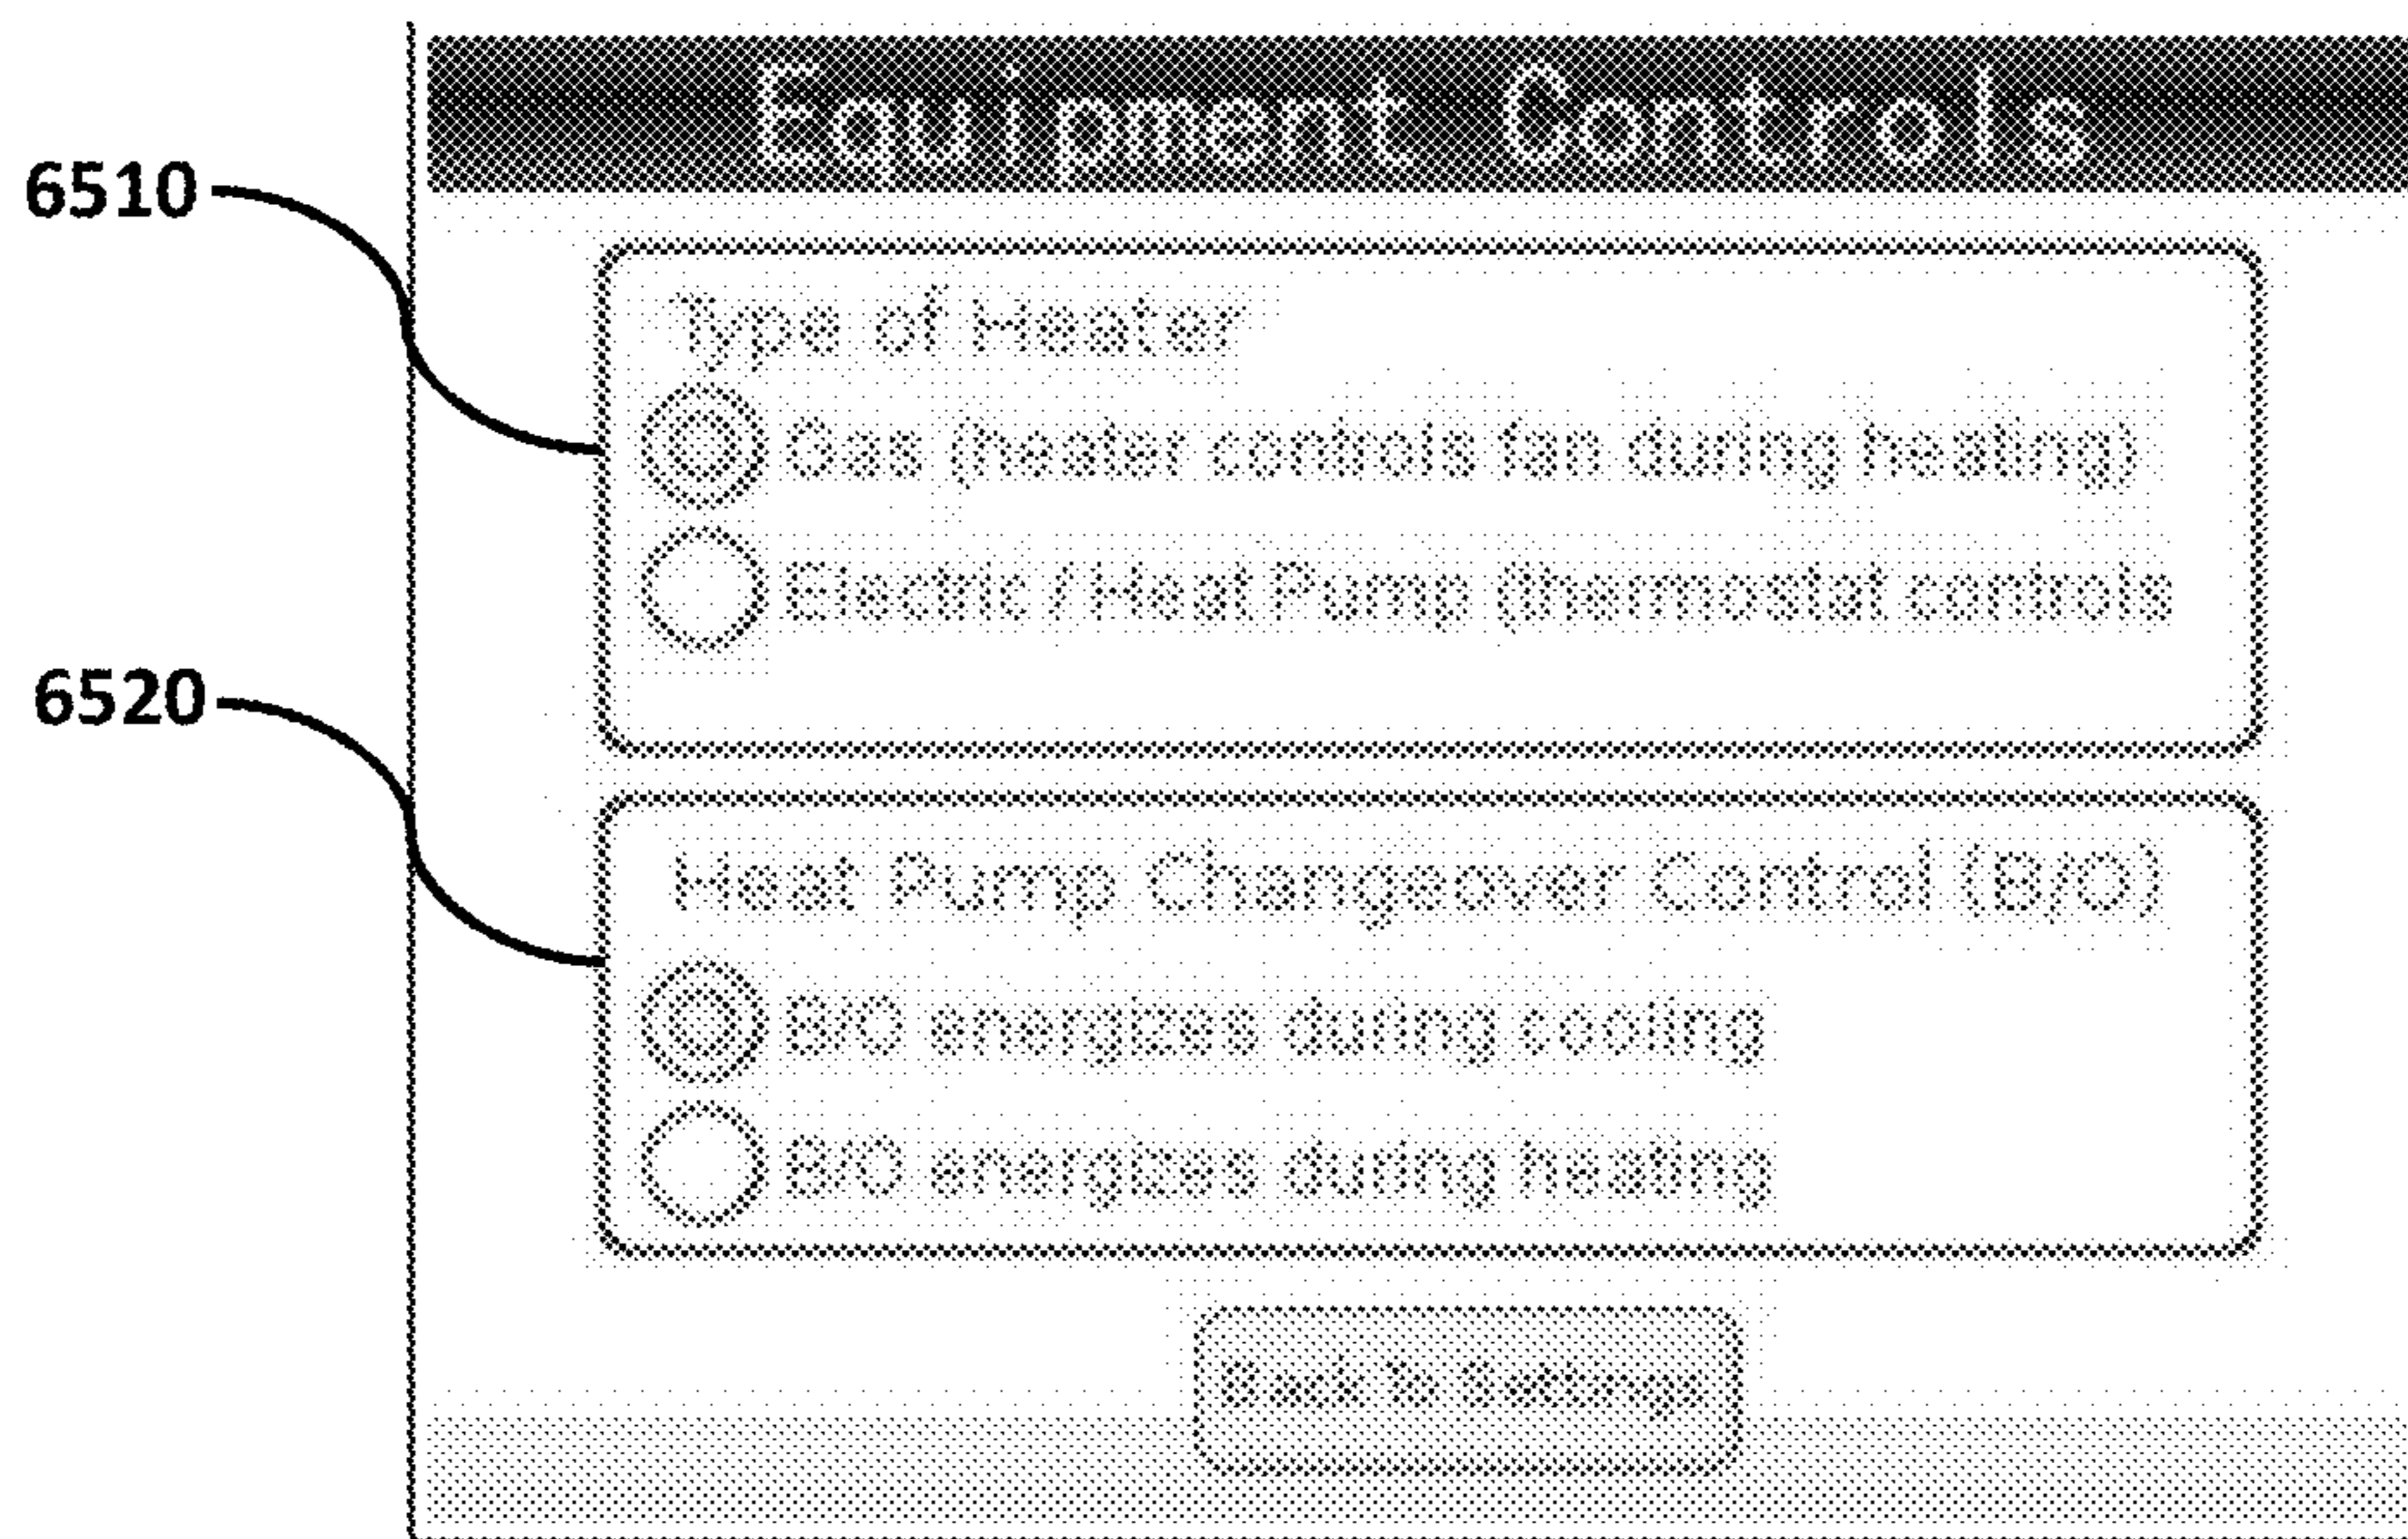 Equipment Controls
6510
Type of Heater
Gas (heater controls fan during heating)
Electric / Heat Pump (thermostat controls
6520
Heat Pump Changeover Control (B/O)
B/O energizes during cooling
B/O energizes during heating
Back to Settings